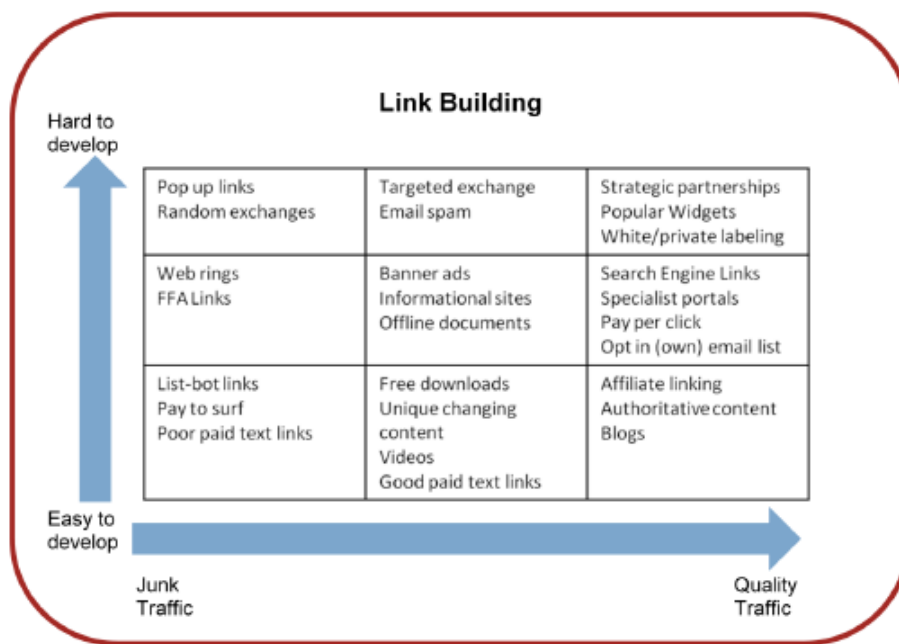 Link Building
Hard to
develop
Pop up links
Random exchanges
Targeted exchange
Email spam
Strategic partnerships
Popular Widgets
White/private labeling
Web rings
FFA Links
Banner ads
Informational sites
Offline documents
Search Engine Links
Specialist portals
Pay per click
Opt in (own) email list
List-bot links
Pay to surf
Poor paid text links
Free downloads
Unique changing
content
Videos
Good paid text links
Affiliate linking
Authoritative content
Blogs
Easy to
develop
Junk
Traffic
Quality
Traffic